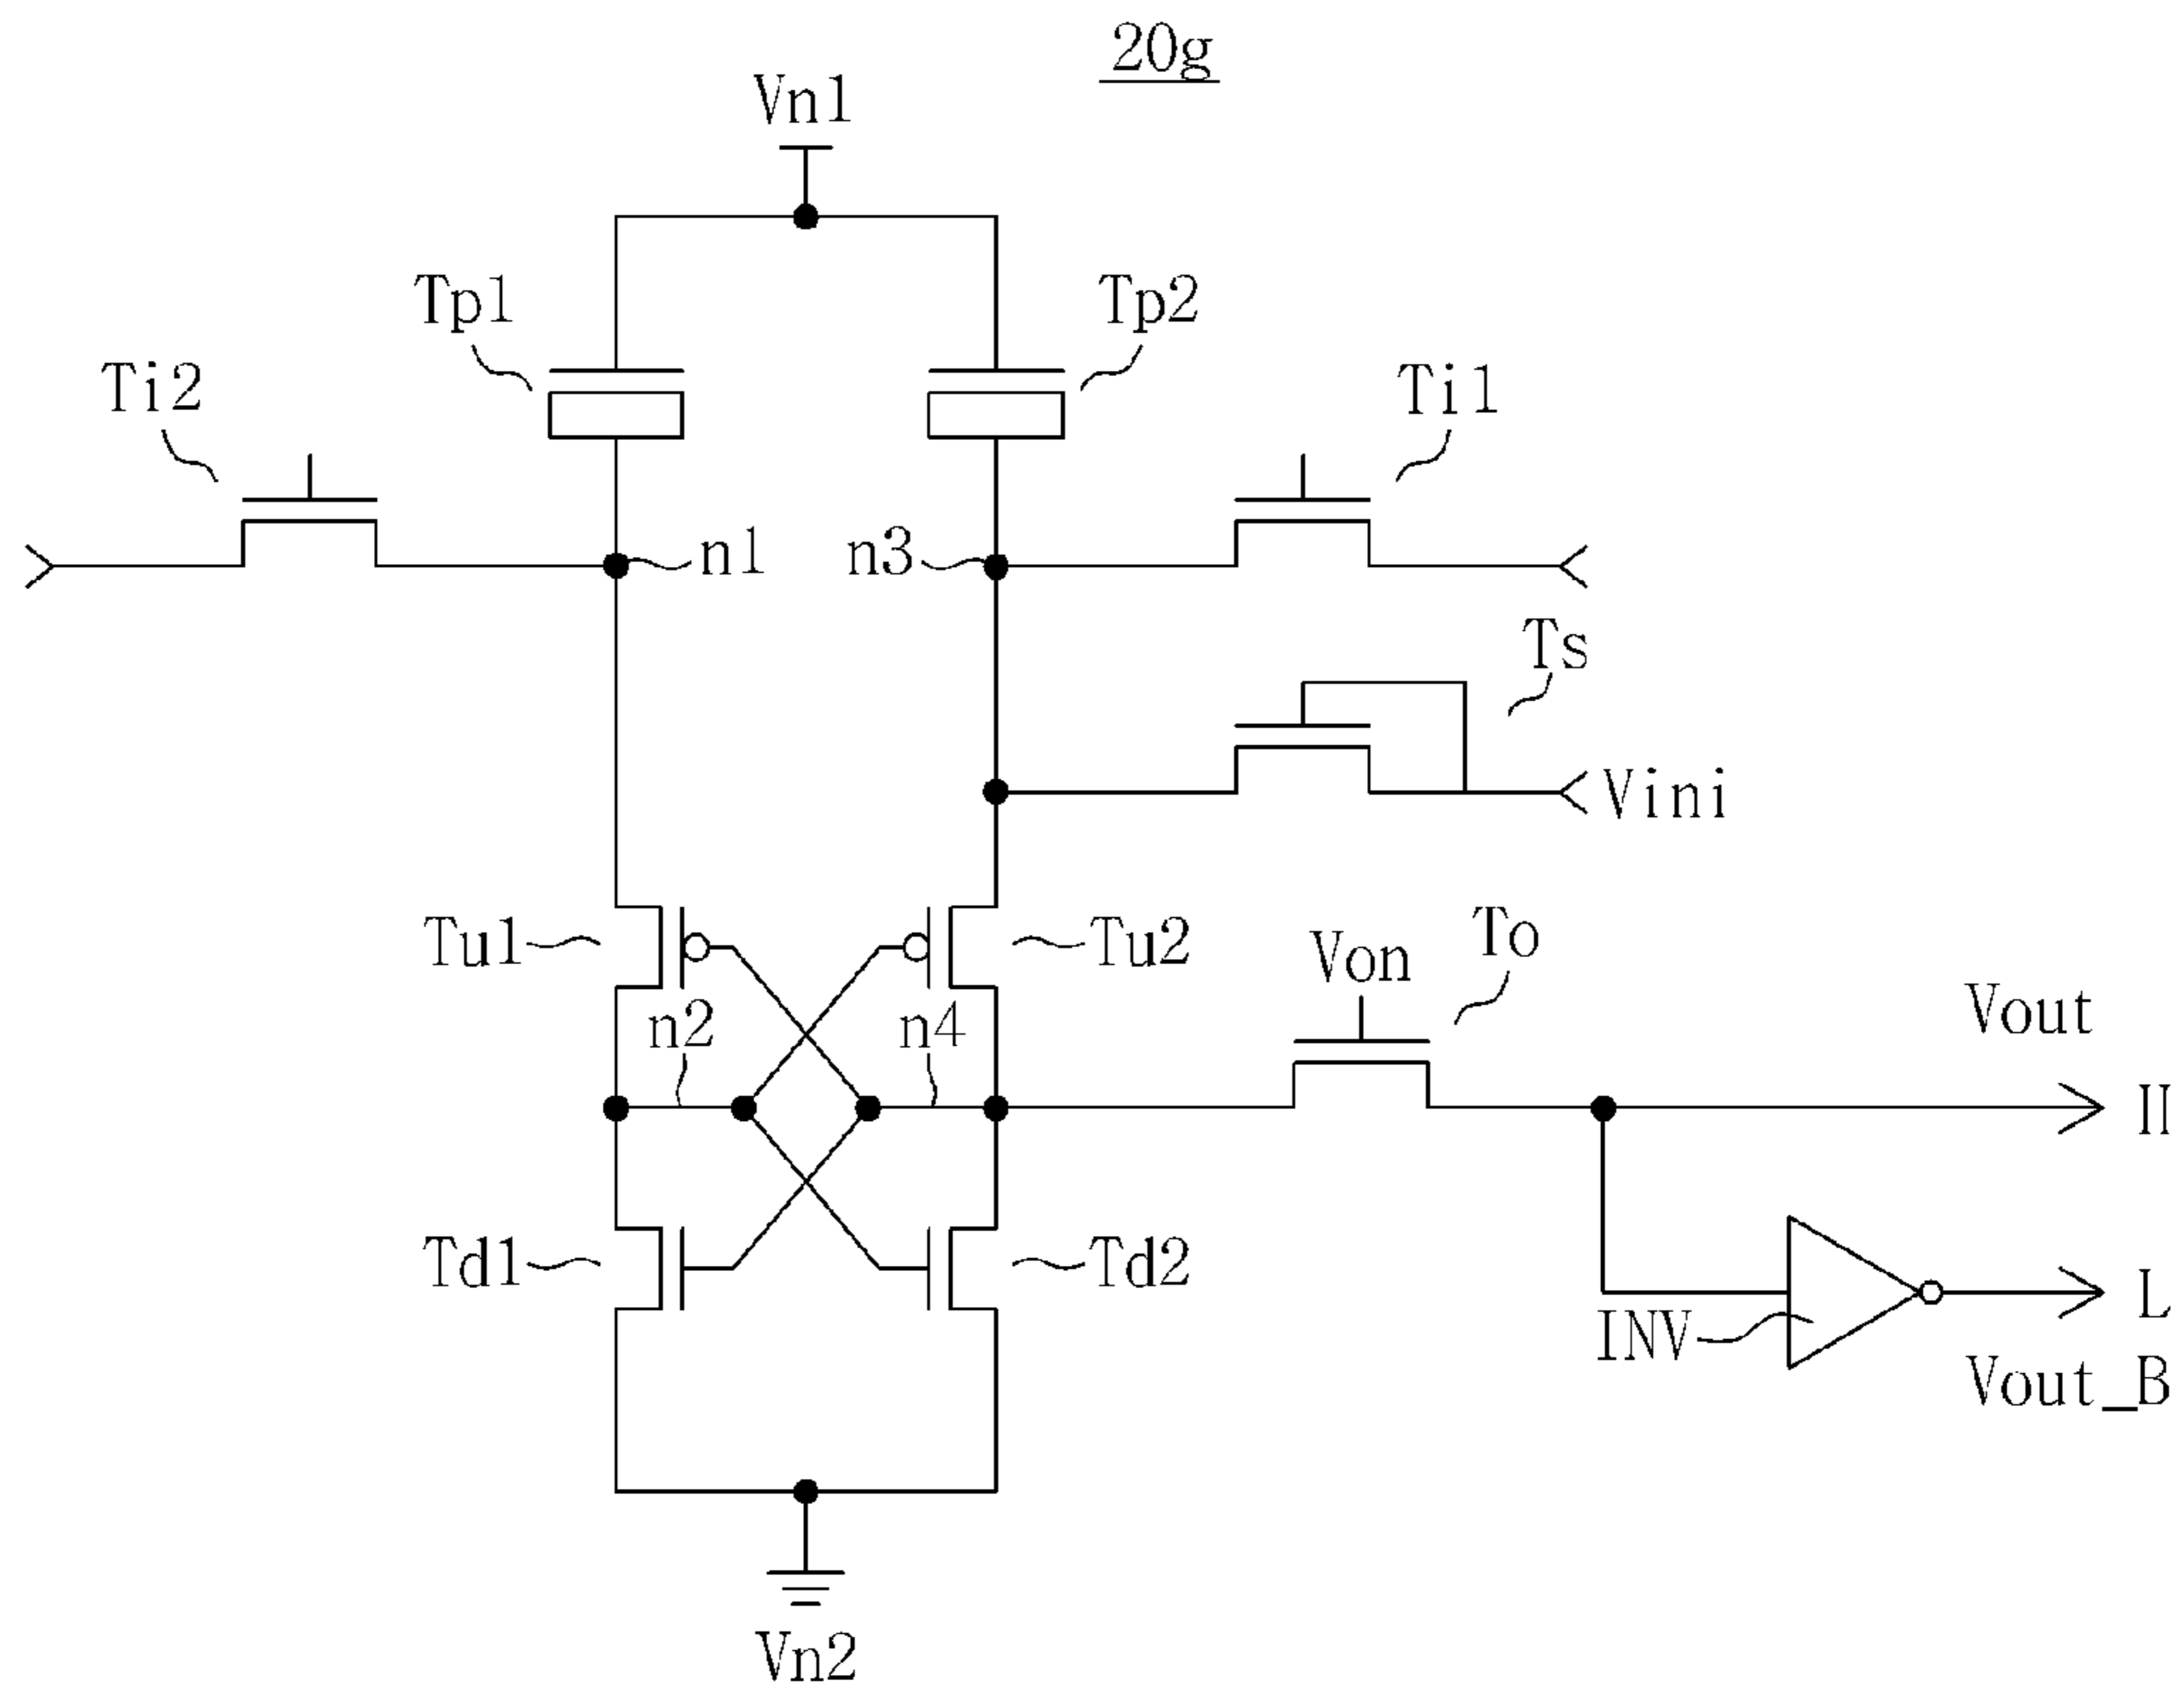 20g
Vn1
Tp1
Tp2
Ti2
Ti1
n1
n3
Ts
Vini
Tu1
Tu2
Von
To
n2
n4
Vout
H
Td1
Td2
INV
L
Vout_B
Vn2